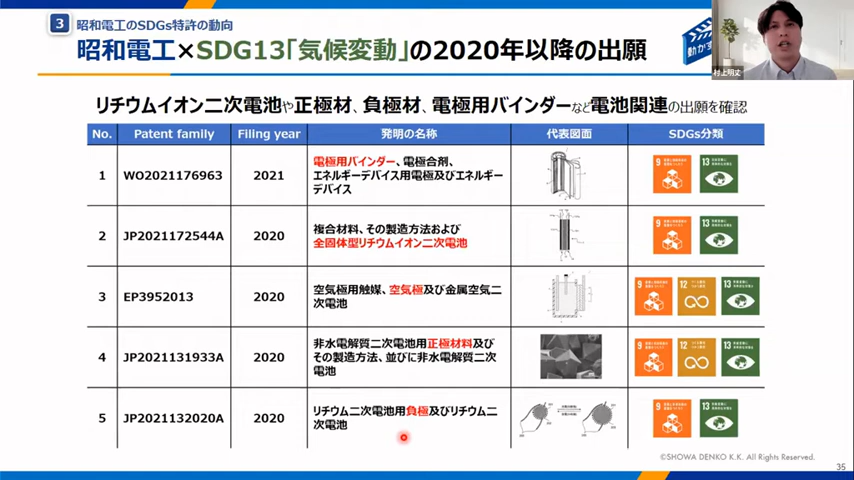 3 昭和電工のSDGs特許の動向
昭和電工×SDG13「気候変動」の2020年以降の出願
動かす
村上明丈
リチウムイオン二次電池や正極材、負極材、電極用バインダーなど電池関連の出願を確認
No. Patent family Filing year 発明の名称 代表図面 SDGs分類
1 WO2021176963 2021 電極用バインダー、電極合剤、
エネルギーデバイス用電極及びエネルギー
デバイス
9 13
2 JP2021172544A 2020 複合材料、その製造方法および
全固体型リチウムイオン二次電池
9 13
3 EP3952013 2020 空気極用触媒、空気極及び金属空気二
次電池
9 12 13
4 JP2021131933A 2020 非水電解質二次電池用正極材料及び
その製造方法、並びに非水電解質二次
電池
9 12 13
5 JP2021132020A 2020 リチウム二次電池用負極及びリチウム二
次電池
9 13
©SHOWA DENKO K.K. All Rights Reserved.
35